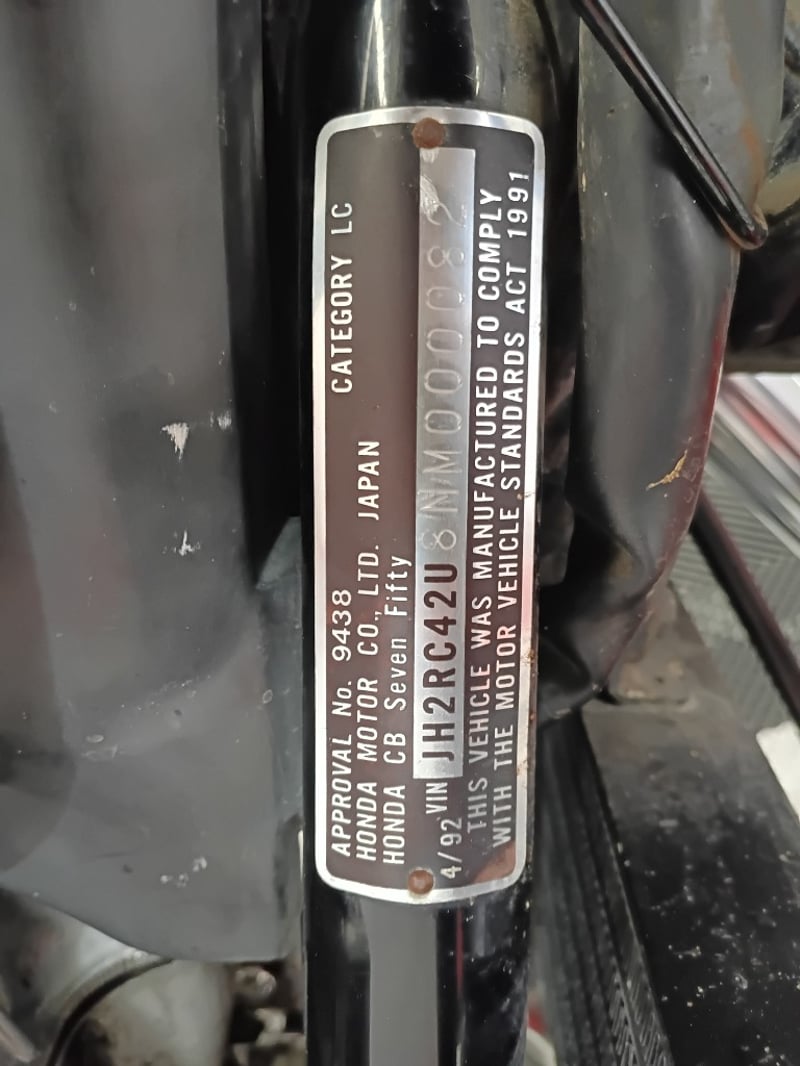 APPROVAL No. 9438 CATEGORY LC
HONDA MOTOR CO., LTD. JAPAN
HONDA CB Seven Fifty
4/92 VIN JH2RC42U8NM000082
THIS VEHICLE WAS MANUFACTURED TO COMPLY
WITH THE MOTOR VEHICLE STANDARDS ACT 1991